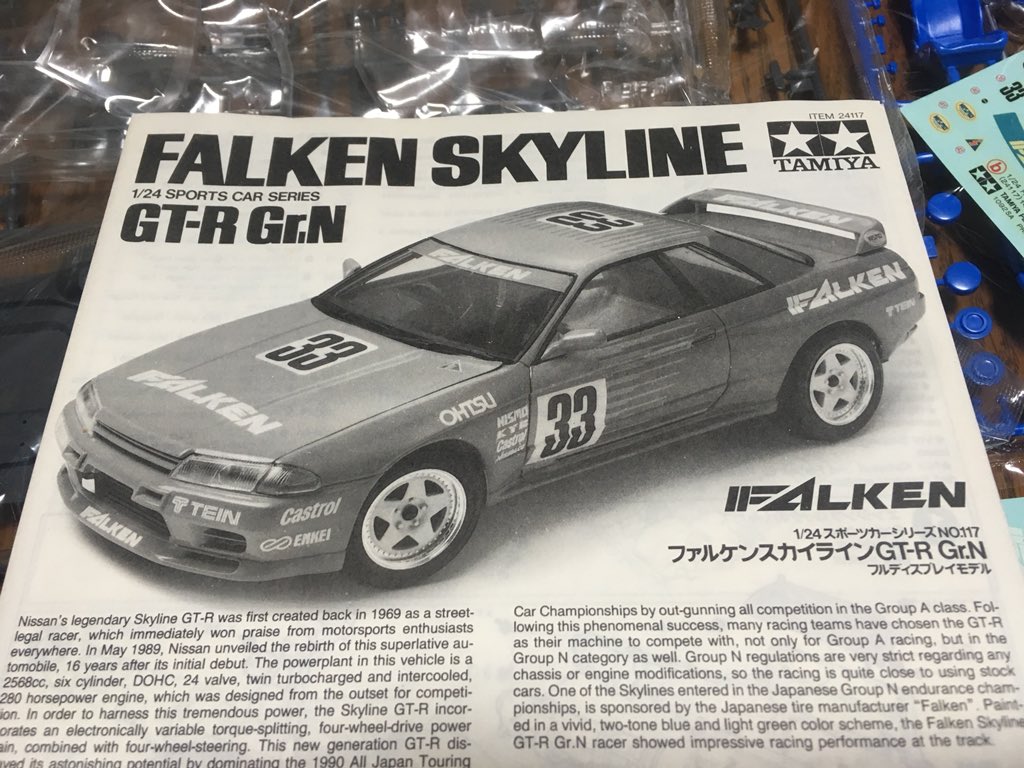 ITEM 24117
FALKEN SKYLINE
TAMIYA
1/24 SPORTS CAR SERIES
GT-R Gr.N
33
FALKEN
FALKEN
33
FALKEN
TEIN
FALKEN
OHTSU
NISMO
Castrol
33
TEIN
Castrol
ENKEI
FALKEN
FALKEN
1/24 スポーツカーシリーズ NO.117
ファルケンスカイラインGT-R Gr.N
フルディスプレイモデル
Nissan's legendary Skyline GT-R was first created back in 1969 as a street-
legal racer, which immediately won praise from motorsports enthusiasts
everywhere. In May 1989, Nissan unveiled the rebirth of this superlative au-
tomobile, 16 years after its initial debut. The powerplant in this vehicle is a
2568cc, six cylinder, DOHC, 24 valve, twin turbocharged and intercooled,
280 horsepower engine, which was designed from the outset for competi-
ion. In order to harness this tremendous power, the Skyline GT-R incor-
orates an electronically variable torque-splitting, four-wheel-drive power
ain, combined with four-wheel-steering. This new generation GT-R dis-
yed its astonishing potential by dominating the 1990 All Japan Touring
Car Championships by out-gunning all competition in the Group A class. Fol-
lowing this phenomenal success, many racing teams have chosen the GT-R
as their machine to compete with, not only for Group A racing, but in the
Group N category as well. Group N regulations are very strict regarding any
chassis or engine modifications, so the racing is quite close to using stock
cars. One of the Skylines entered in the Japanese Group N endurance cham-
pionships, is sponsored by the Japanese tire manufacturer "Falken". Paint-
ed in a vivid, two-tone blue and light green color scheme, the Falken Skyline
GT-R Gr.N racer showed impressive racing performance at the track.
33
b
1/24
(24117)
TAMIYA